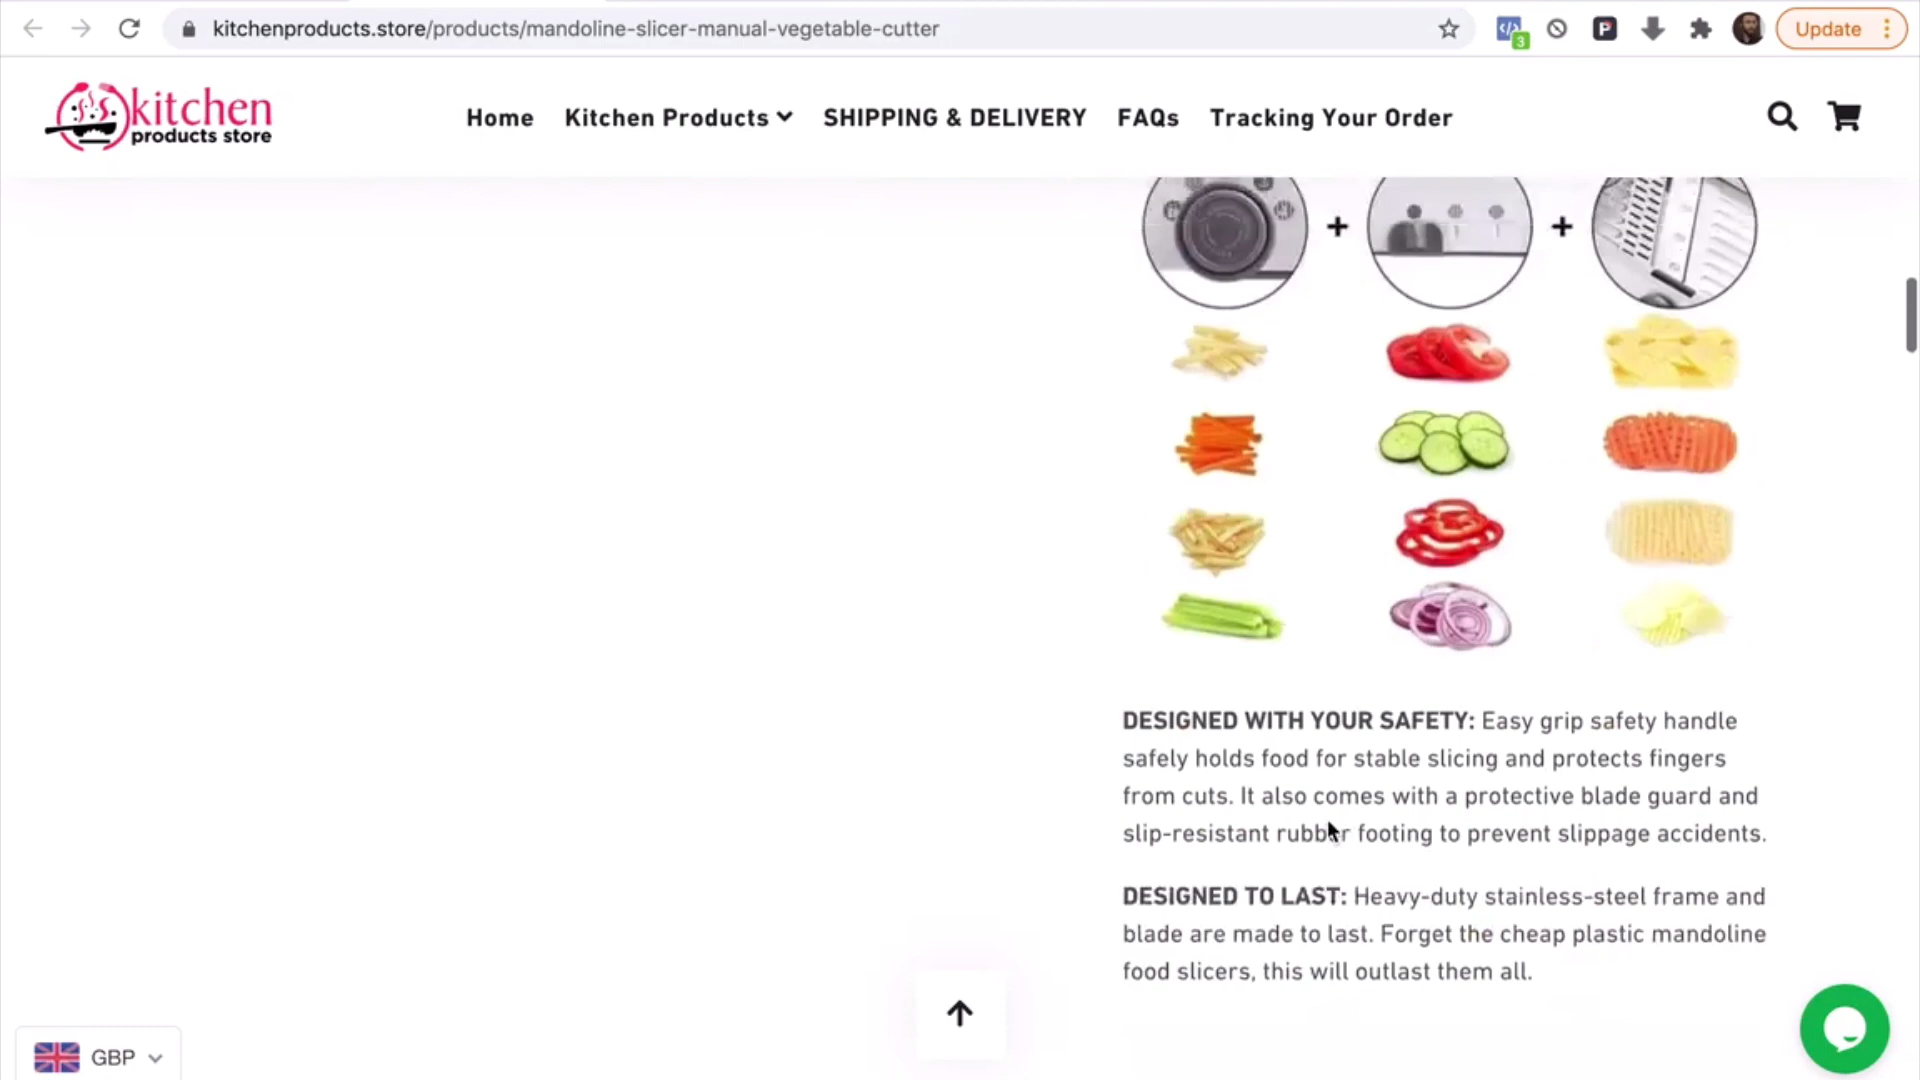 kitchenproducts.store/products/mandoline-slicer-manual-vegetable-cutter
3
P
Update
kitchen
products store
Home
Kitchen Products
SHIPPING & DELIVERY
FAQs
Tracking Your Order
+
+
DESIGNED WITH YOUR SAFETY: Easy grip safety handle
safely holds food for stable slicing and protects fingers
from cuts. It also comes with a protective blade guard and
slip-resistant rubber footing to prevent slippage accidents.
DESIGNED TO LAST: Heavy-duty stainless-steel frame and
blade are made to last. Forget the cheap plastic mandoline
food slicers, this will outlast them all.
GBP